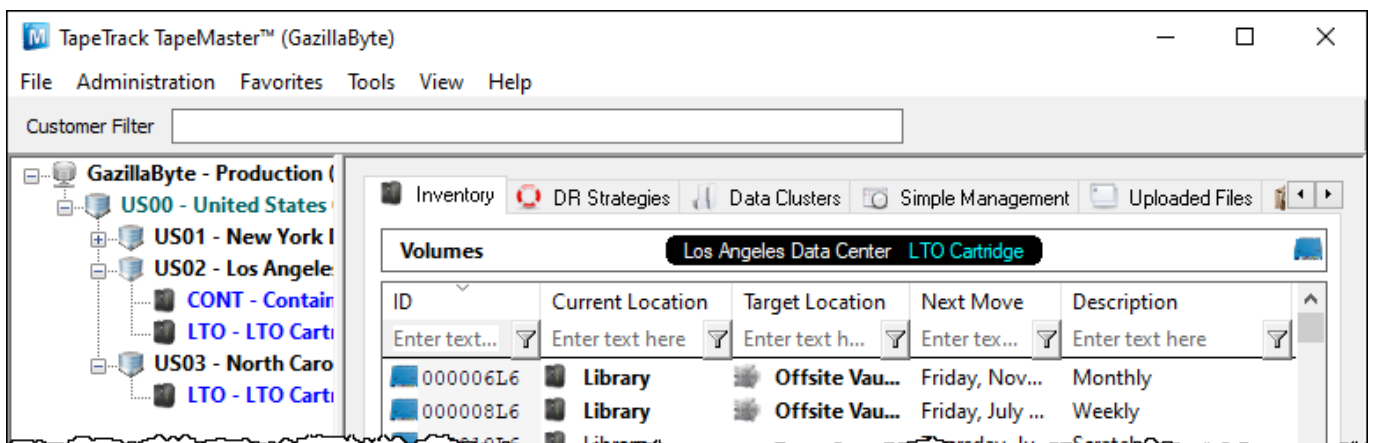 TapeTrack TapeMaster™ (GazillaByte)
File Administration Favorites Tools View Help
Customer Filter
GazillaByte - Production (
US00 - United States
US01 - New York
US02 - Los Angele
CONT - Contain
LTO - LTO Cart
US03 - North Caro
LTO - LTO Cart
Inventory DR Strategies Data Clusters Simple Management Uploaded Files
Volumes Los Angeles Data Center LTO Cartridge
ID Current Location Target Location Next Move Description
Enter text... Enter text here Enter text h... Enter tex... Enter text here
000006L6 Library Offsite Vau... Friday, Nov... Monthly
000008L6 Library Offsite Vau... Friday, July ... Weekly